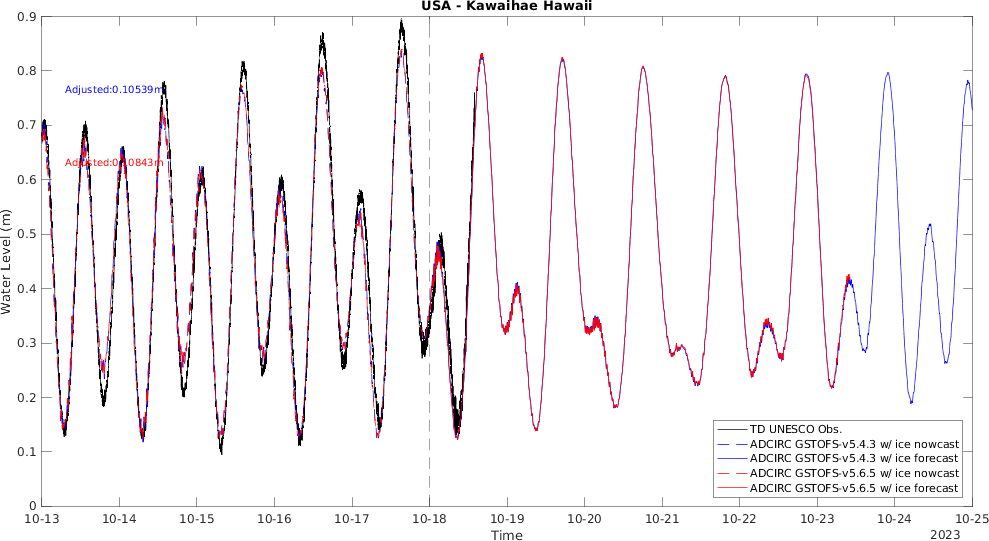 USA - Kawaihae Hawaii
0.9
0.8
0.7
0.6
0.5
0.4
0.3
0.2
0.1
0
Water Level (m)
Adjusted:0.10539m
Adjusted:0.0843m
TD UNESCO Obs.
ADCIRC GSTOFS-v5.4.3 w/ ice nowcast
ADCIRC GSTOFS-v5.4.3 w/ ice forecast
ADCIRC GSTOFS-v5.6.5 w/ ice nowcast
ADCIRC GSTOFS-v5.6.5 w/ ice forecast
10-13 10-14 10-15 10-16 10-17 10-18 10-19 10-20 10-21 10-22 10-23 10-24 10-25
Time
2023